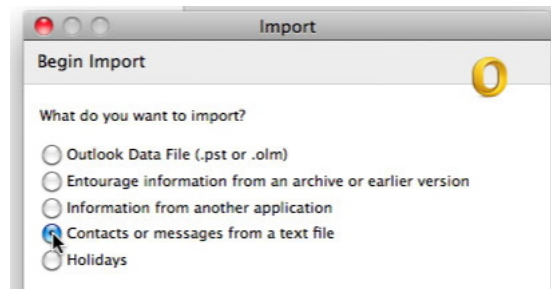 Import
Begin Import
What do you want to import?
Outlook Data File (.pst or .olm)
Entourage information from an archive or earlier version
Information from another application
Contacts or messages from a text file
Holidays